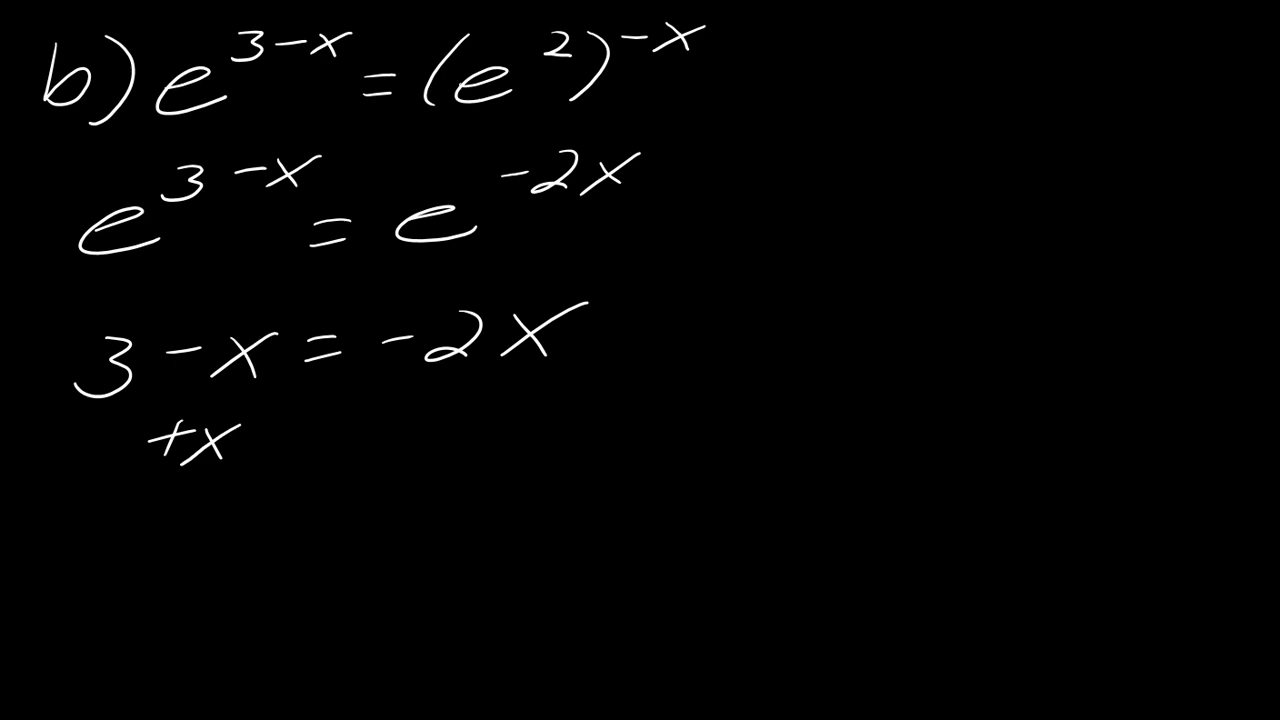 b) e^{3-x} = (e^2)^{-x}
e^{3-x} = e^{-2x}
3 - x = -2x
+x